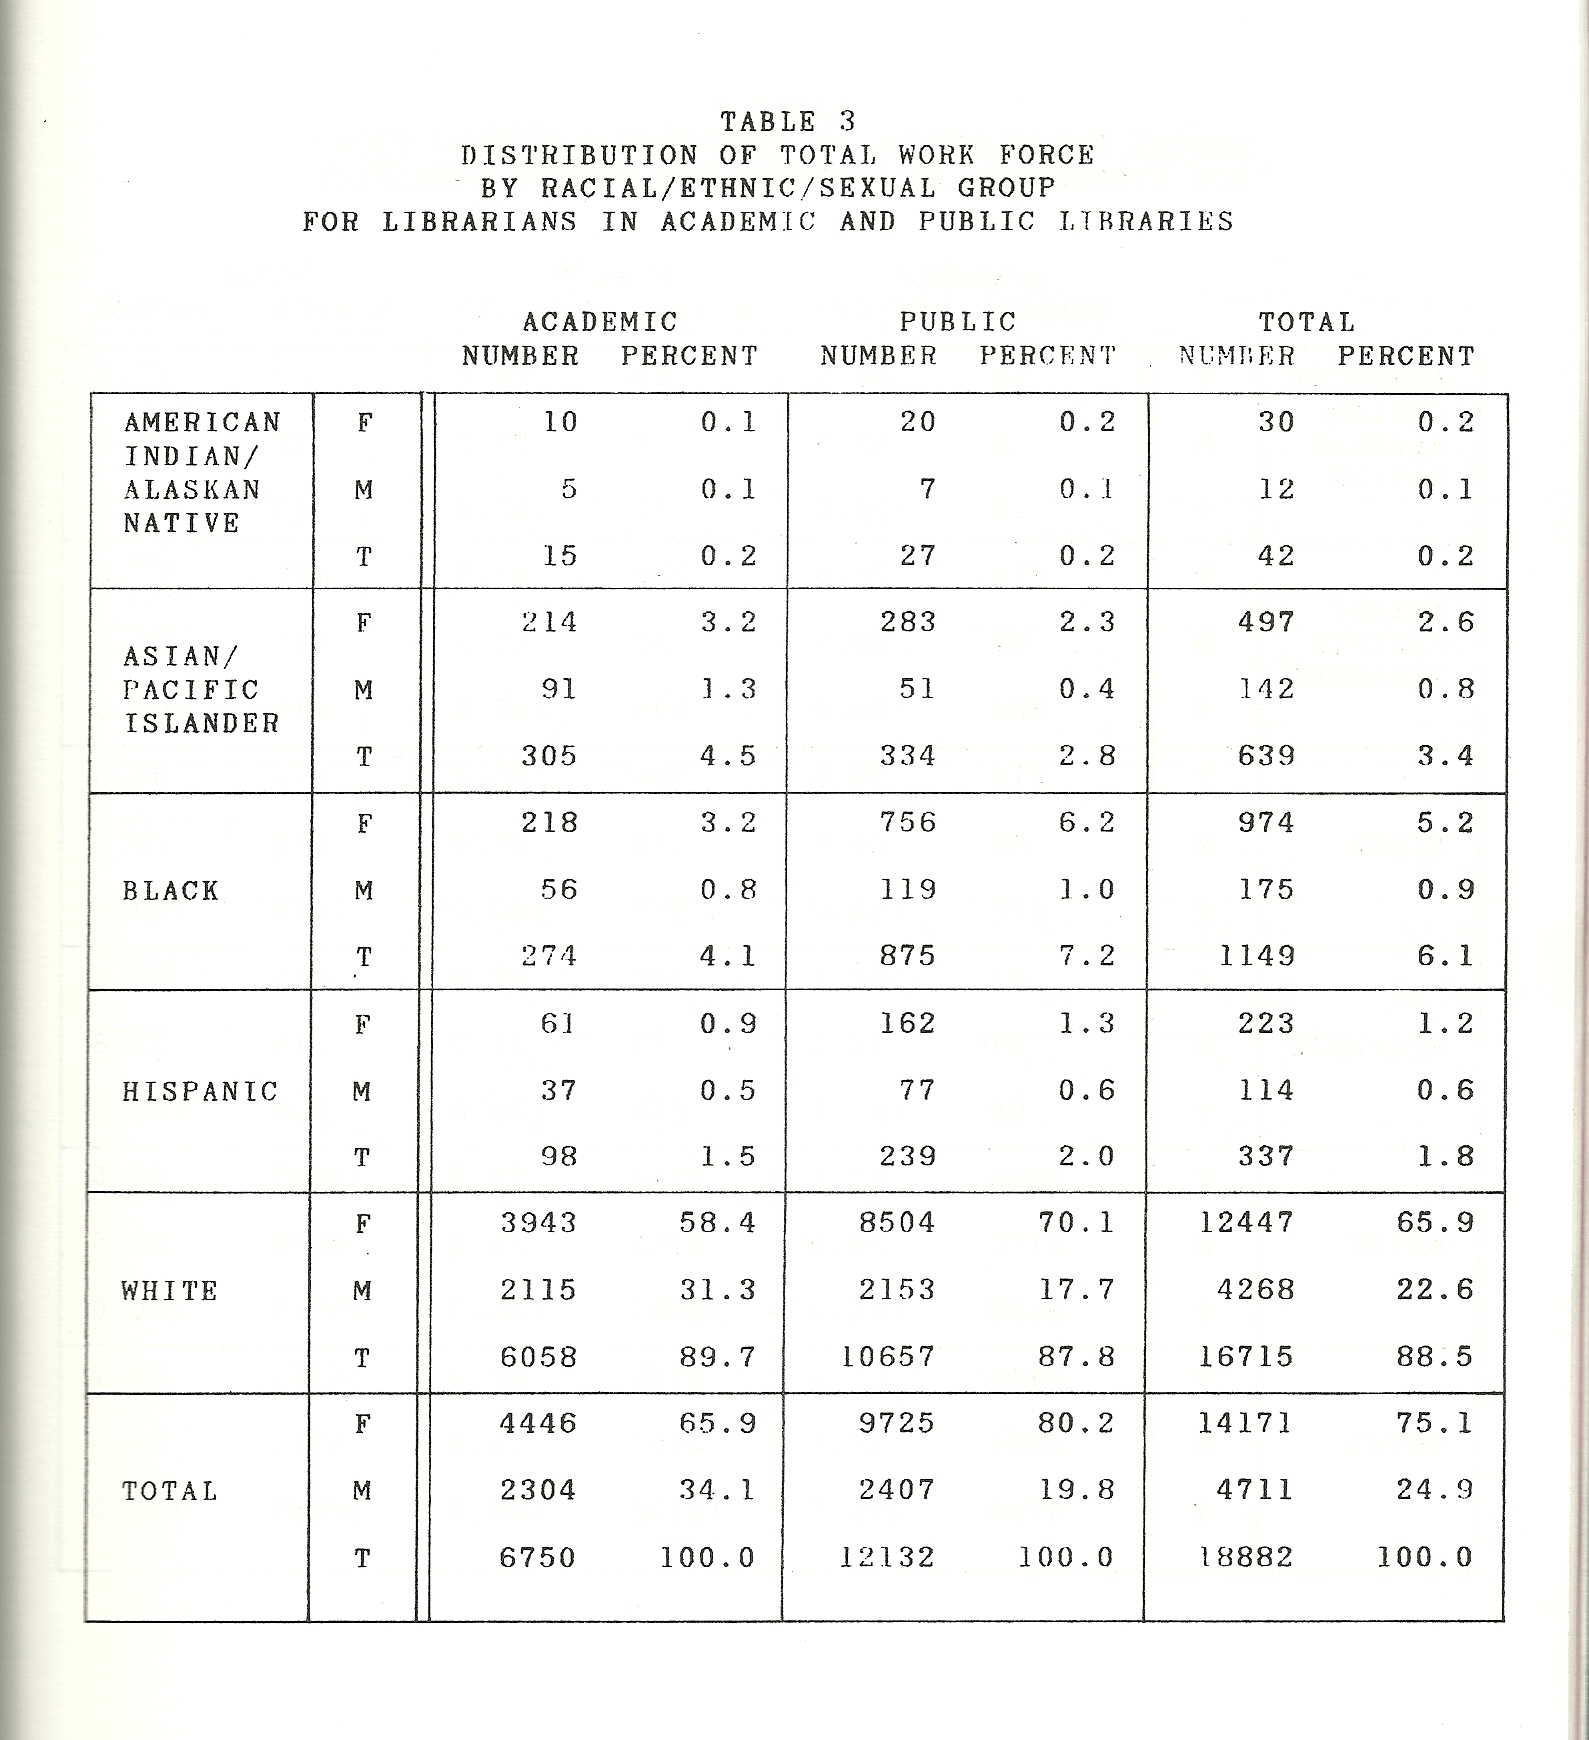 TABLE 3
DISTRIBUTION OF TOTAL WORK FORCE
BY RACIAL/ETHNIC/SEXUAL GROUP
FOR LIBRARIANS IN ACADEMIC AND PUBLIC LIBRARIES
ACADEMIC PUBLIC TOTAL
NUMBER PERCENT NUMBER PERCENT NUMBER PERCENT
AMERICAN F 10 0.1 20 0.2 30 0.2
INDIAN/
ALASKAN M 5 0.1 7 0.1 12 0.1
NATIVE
T 15 0.2 27 0.2 42 0.2
F 214 3.2 283 2.3 497 2.6
ASIAN/
PACIFIC M 91 1.3 51 0.4 142 0.8
ISLANDER
T 305 4.5 334 2.8 639 3.4
F 218 3.2 756 6.2 974 5.2
BLACK M 56 0.8 119 1.0 175 0.9
T 274 4.1 875 7.2 1149 6.1
F 61 0.9 162 1.3 223 1.2
HISPANIC M 37 0.5 77 0.6 114 0.6
T 98 1.5 239 2.0 337 1.8
F 3943 58.4 8504 70.1 12447 65.9
WHITE M 2115 31.3 2153 17.7 4268 22.6
T 6058 89.7 10657 87.8 16715 88.5
F 4446 65.9 9725 80.2 14171 75.1
TOTAL M 2304 34.1 2407 19.8 4711 24.9
T 6750 100.0 12132 100.0 18882 100.0